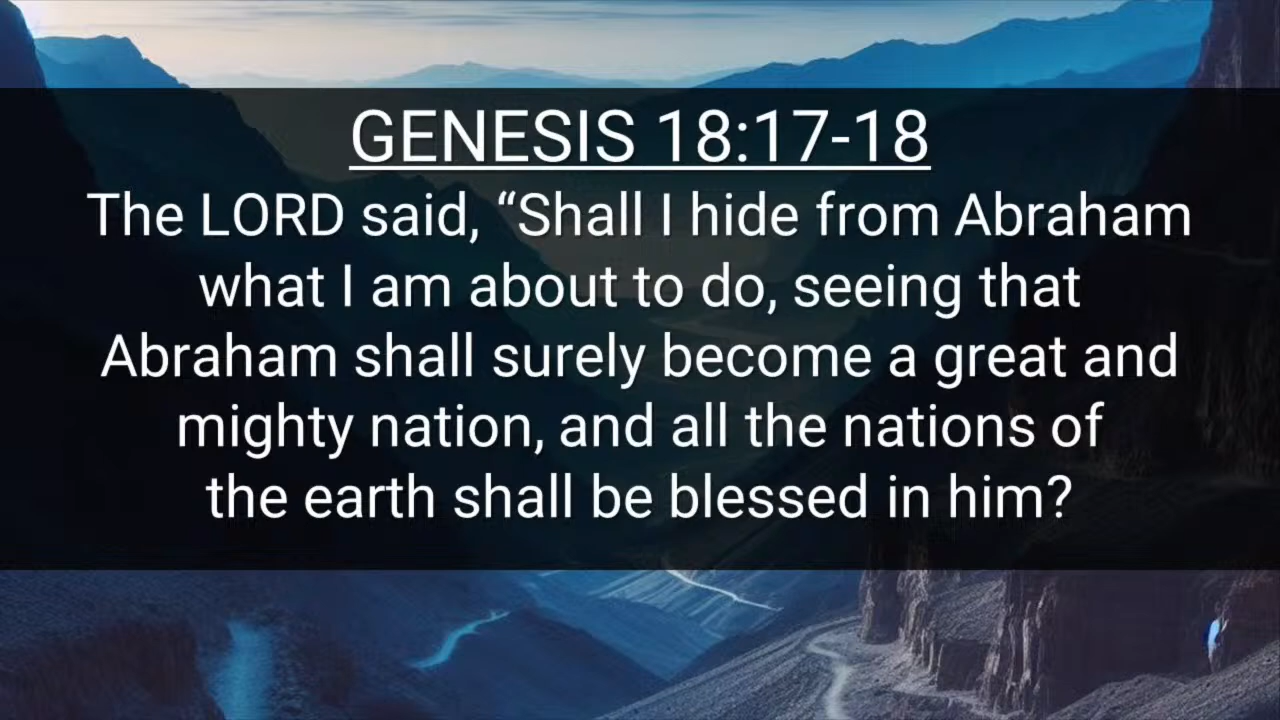 GENESIS 18:17-18
The LORD said, “Shall I hide from Abraham
what I am about to do, seeing that
Abraham shall surely become a great and
mighty nation, and all the nations of
the earth shall be blessed in him?